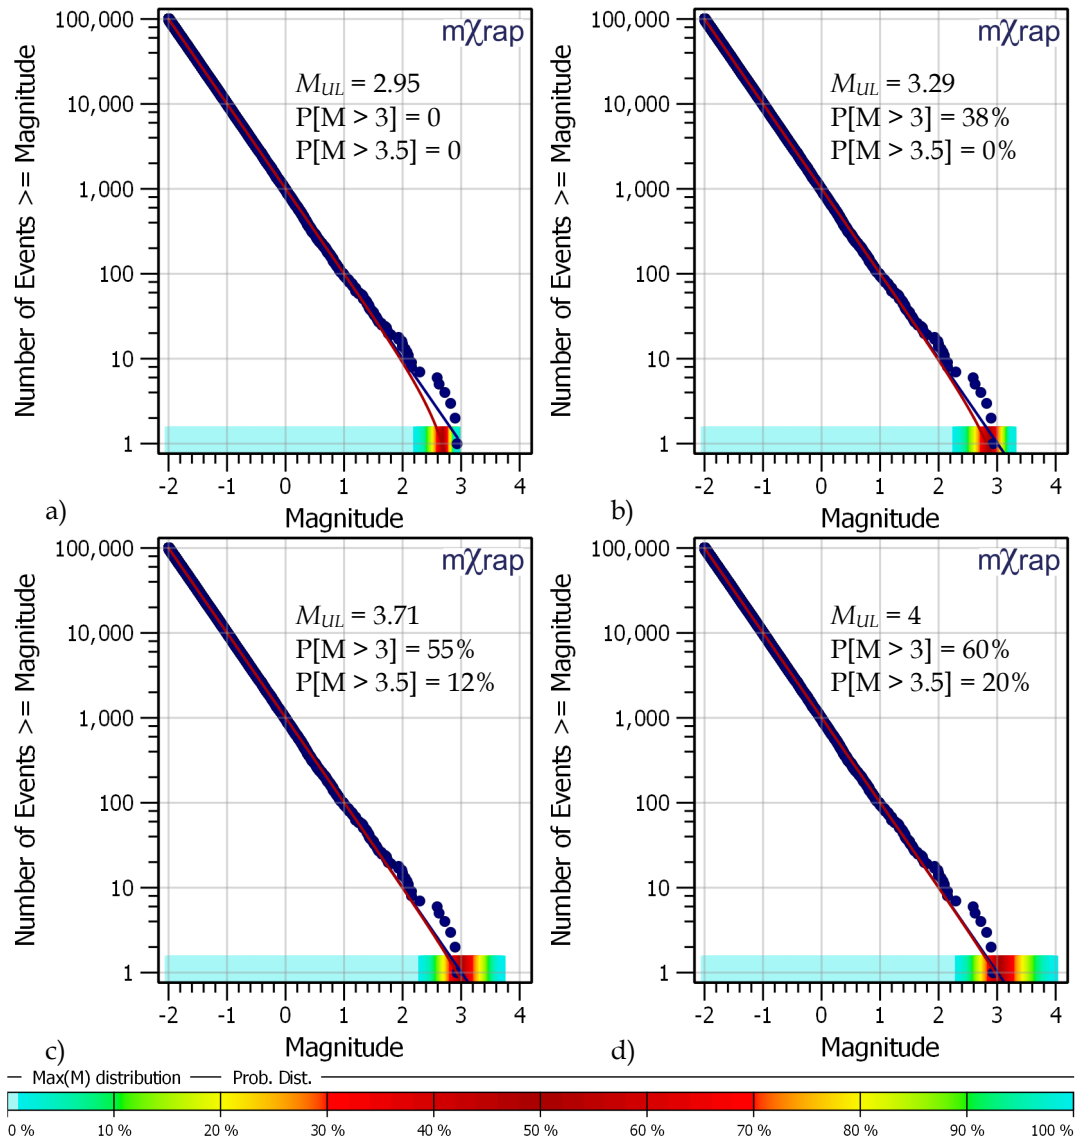 100,000
10,000
1,000
100
10
1
-2 -1 0 1 2 3 4
Number of Events >= Magnitude
Magnitude
mχrap
M_UL = 2.95
P[M > 3] = 0
P[M > 3.5] = 0
a)
100,000
10,000
1,000
100
10
1
-2 -1 0 1 2 3 4
Number of Events >= Magnitude
Magnitude
mχrap
M_UL = 3.29
P[M > 3] = 38%
P[M > 3.5] = 0%
b)
100,000
10,000
1,000
100
10
1
-2 -1 0 1 2 3 4
Number of Events >= Magnitude
Magnitude
mχrap
M_UL = 3.71
P[M > 3] = 55%
P[M > 3.5] = 12%
c)
100,000
10,000
1,000
100
10
1
-2 -1 0 1 2 3 4
Number of Events >= Magnitude
Magnitude
mχrap
M_UL = 4
P[M > 3] = 60%
P[M > 3.5] = 20%
d)
Max(M) distribution Prob. Dist.
0 % 10 % 20 % 30 % 40 % 50 % 60 % 70 % 80 % 90 % 100 %